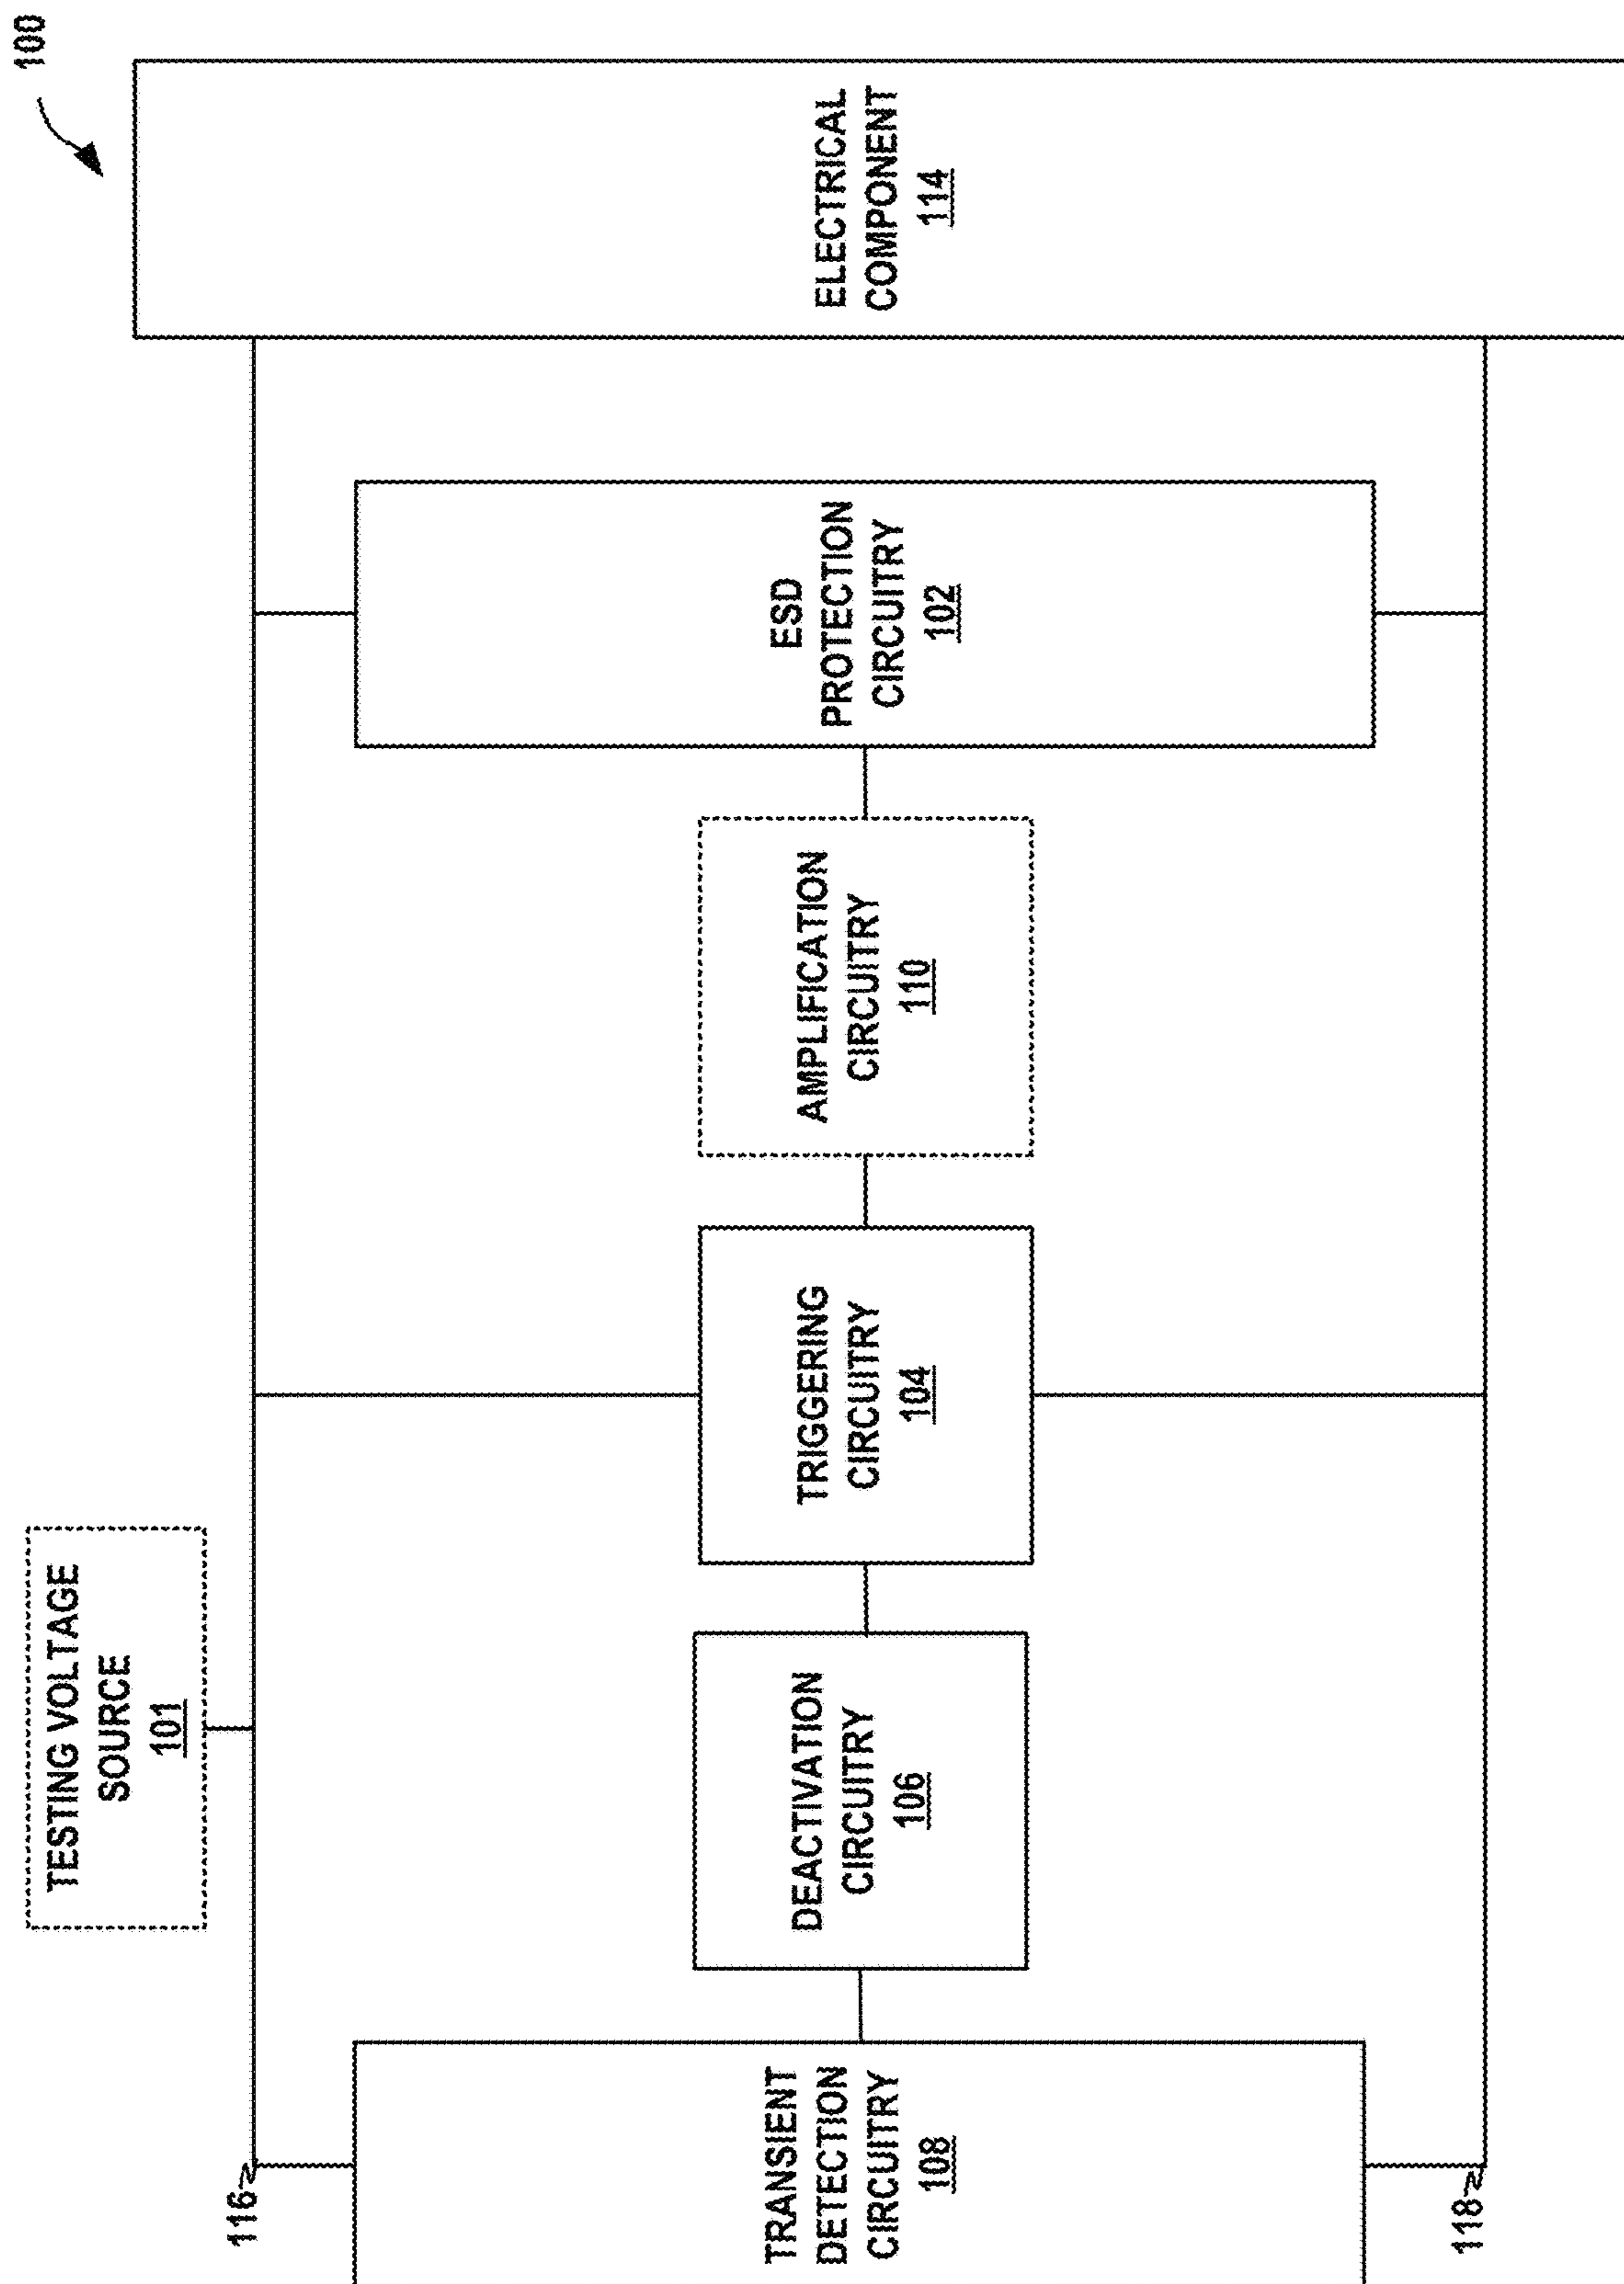 100
TESTING VOLTAGE
SOURCE
101
116
TRANSIENT
DETECTION
CIRCUITRY
108
DEACTIVATION
CIRCUITRY
106
TRIGGERING
CIRCUITRY
104
AMPLIFICATION
CIRCUITRY
110
ESD
PROTECTION
CIRCUITRY
102
ELECTRICAL
COMPONENT
114
118